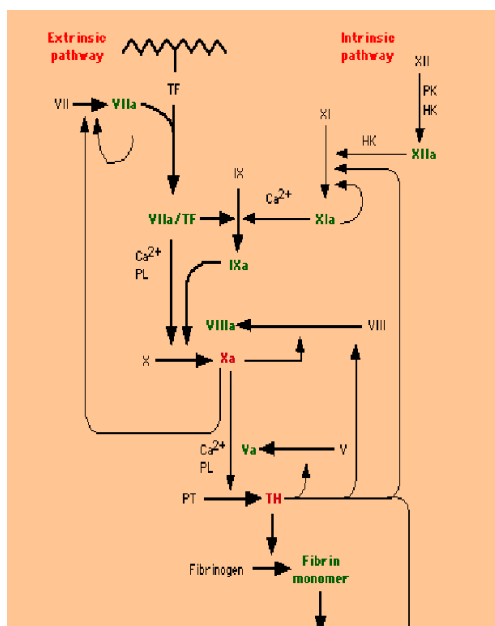 Extrinsic
pathway
Intrinsic
pathway
XII
TF
PK
HK
VII
VIIa
XI
HK
XIIa
IX
Ca2+
VIIa/TF
XIa
Ca2+
PL
IXa
VIIIa
VIII
X
Xa
Ca2+
PL
Va
V
PT
TH
Fibrinogen
Fibrin
monomer